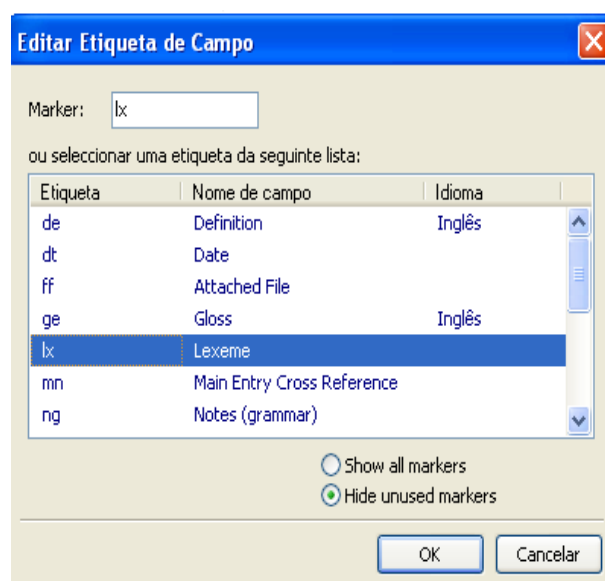 Editar Etiqueta de Campo
Marker: lx
ou seleccionar uma etiqueta da seguinte lista:
Etiqueta Nome de campo Idioma
de Definition Inglês
dt Date
ff Attached File
ge Gloss Inglês
lx Lexeme
mn Main Entry Cross Reference
ng Notes (grammar)
Show all markers
Hide unused markers
OK Cancelar